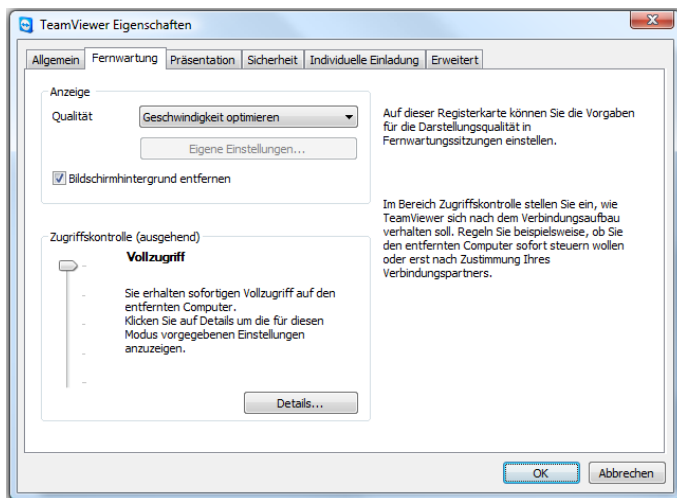 TeamViewer Eigenschaften
Allgemein Fernwartung Präsentation Sicherheit Individuelle Einladung Erweitert
Anzeige
Qualität
Geschwindigkeit optimieren
Eigene Einstellungen...
Bildschirmhintergrund entfernen
Auf dieser Registerkarte können Sie die Vorgaben
für die Darstellungsqualität in
Fernwartungssitzungen einstellen.
Zugriffskontrolle (ausgehend)
Vollzugriff
Sie erhalten sofortigen Vollzugriff auf den
entfernten Computer.
Klicken Sie auf Details um die für diesen
Modus vorgegebenen Einstellungen
anzuzeigen.
Details...
Im Bereich Zugriffskontrolle stellen Sie ein, wie
TeamViewer sich nach dem Verbindungsaufbau
verhalten soll. Regeln Sie beispielsweise, ob Sie
den entfernten Computer sofort steuern wollen
oder erst nach Zustimmung Ihres
Verbindungspartners.
OK
Abbrechen